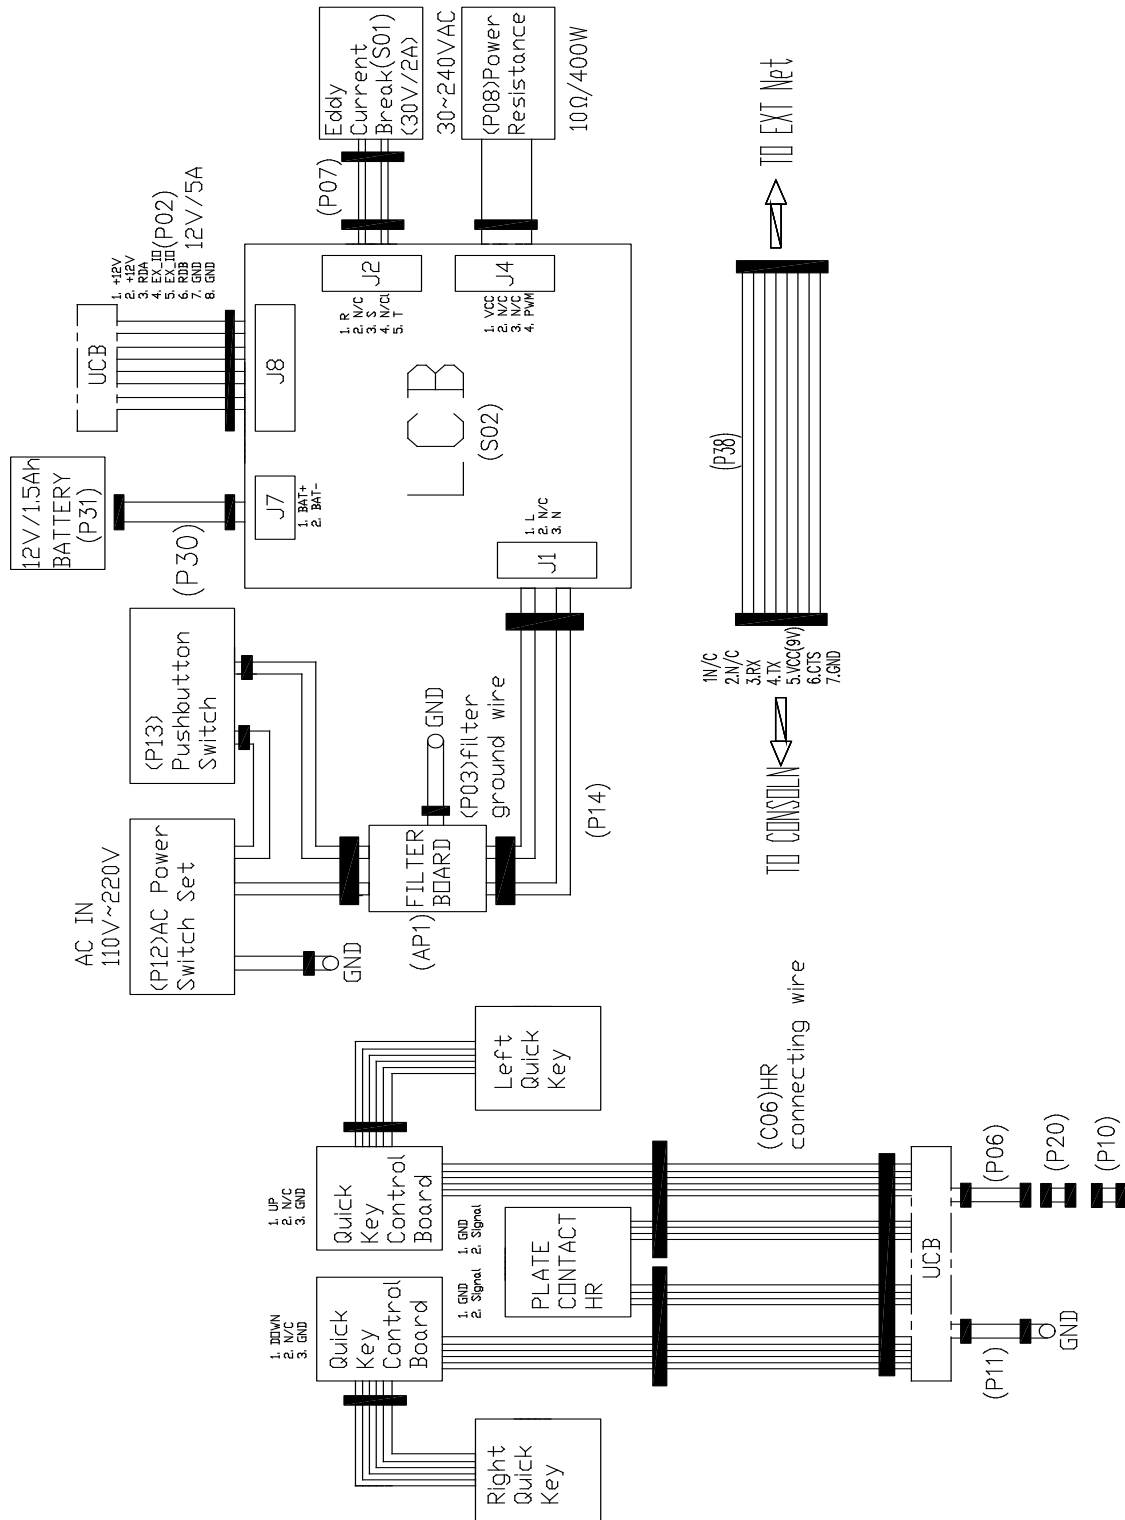 12V/1.5Ah
BATTERY
(P31)
(P30)
UCB
1. +12V
2. +12V
3. RDA
4. EX_IO
5. EX_IO
6. RDB
7. GND
8. GND
(P02)
12V/5A
Eddy
Current
Break(S01)
(30V/2A)
(P07)
30~240VAC
(P08)Power
Resistance
10Ω/400W
J7
1. BAT+
2. BAT-
J8
J2
1. R
2. N/C
3. S
4. N/C
5. T
J4
1. VCC
2. N/C
3. N/C
4. PWM
LCB
(S02)
J1
1. L
2. N/C
3. N
AC IN
110V~220V
(P12)AC Power
Switch Set
GND
(P13)
Pushbutton
Switch
(AP1)
FILTER
BOARD
GND
(P03)filter
ground wire
(P14)
TO CONSOLN
1N/C
2.N/C
3.RX
4.TX
5.VCC(9V)
6.CTS
7.GND
(P38)
TO EXT Net
1. DOWN
2. N/C
3. GND
Quick
Key
Control
Board
1. UP
2. N/C
3. GND
Quick
Key
Control
Board
Right
Quick
Key
Left
Quick
Key
1. GND
2. Signal
1. GND
2. Signal
PLATE
CONTACT
HR
(C06)HR
connecting wire
UCB
(P11)
GND
(P06)
(P20)
(P10)